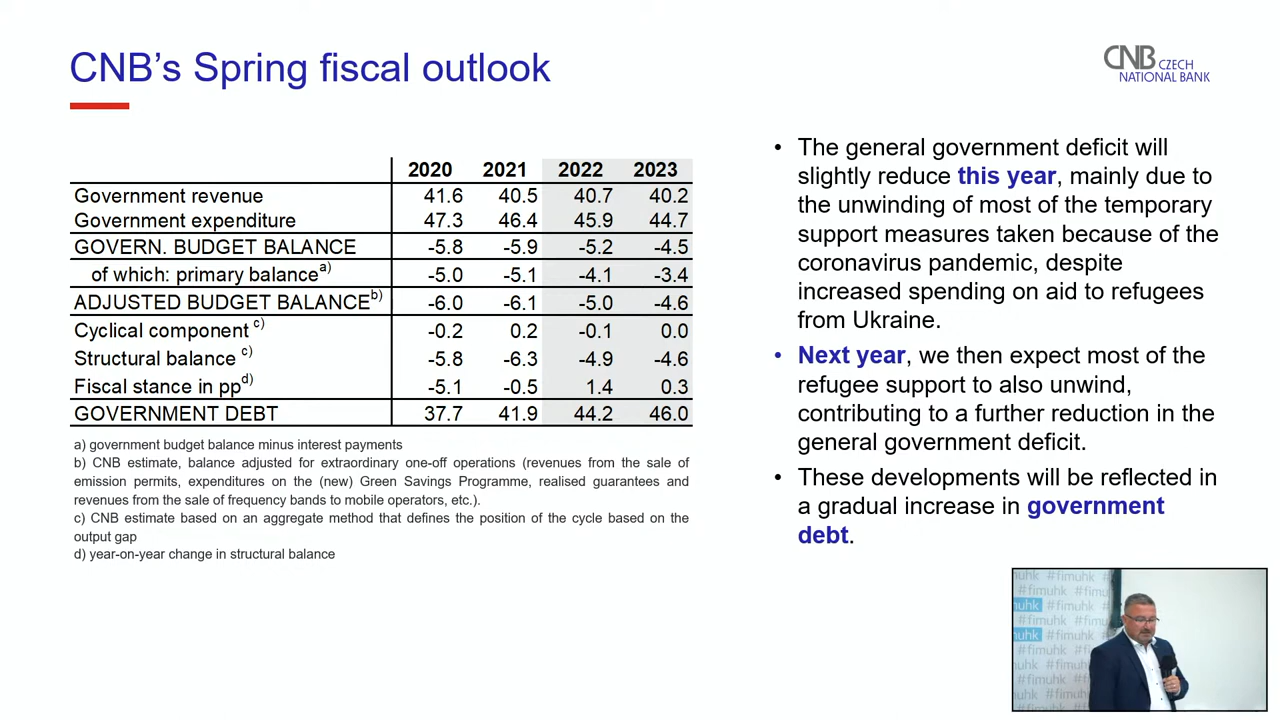 CNB's Spring fiscal outlook
CNB CZECH
NATIONAL BANK
2020 2021 2022 2023
Government revenue 41.6 40.5 40.7 40.2
Government expenditure 47.3 46.4 45.9 44.7
GOVERN. BUDGET BALANCE -5.8 -5.9 -5.2 -4.5
of which: primary balance a) -5.0 -5.1 -4.1 -3.4
ADJUSTED BUDGET BALANCE b) -6.0 -6.1 -5.0 -4.6
Cyclical component c) -0.2 0.2 -0.1 0.0
Structural balance c) -5.8 -6.3 -4.9 -4.6
Fiscal stance in pp d) -5.1 -0.5 1.4 0.3
GOVERNMENT DEBT 37.7 41.9 44.2 46.0
a) government budget balance minus interest payments
b) CNB estimate, balance adjusted for extraordinary one-off operations (revenues from the sale of
emission permits, expenditures on the (new) Green Savings Programme, realised guarantees and
revenues from the sale of frequency bands to mobile operators, etc.).
c) CNB estimate based on an aggregate method that defines the position of the cycle based on the
output gap
d) year-on-year change in structural balance
• The general government deficit will
slightly reduce this year, mainly due to
the unwinding of most of the temporary
support measures taken because of the
coronavirus pandemic, despite
increased spending on aid to refugees
from Ukraine.
• Next year, we then expect most of the
refugee support to also unwind,
contributing to a further reduction in the
general government deficit.
• These developments will be reflected in
a gradual increase in government
debt.
#fimuhk